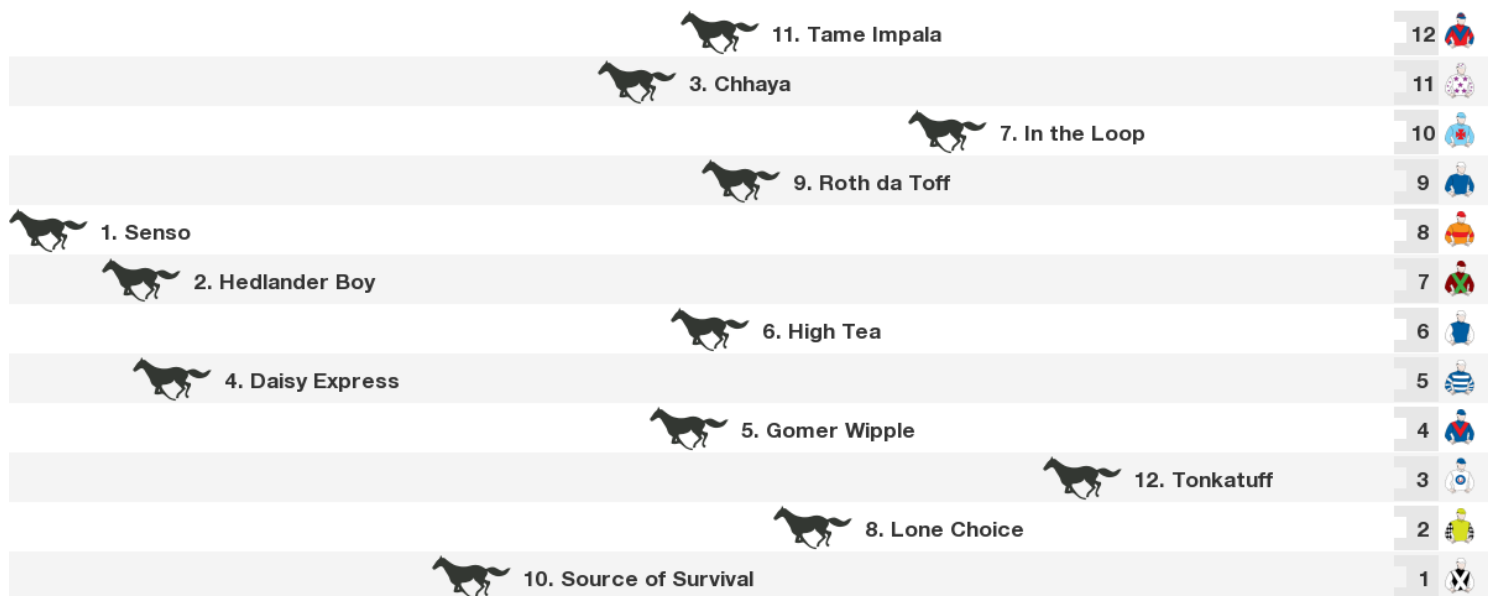 11. Tame Impala 12
3. Chhaya 11
7. In the Loop 10
9. Roth da Toff 9
1. Senso 8
2. Hedlander Boy 7
6. High Tea 6
4. Daisy Express 5
5. Gomer Wipple 4
12. Tonkatuff 3
8. Lone Choice 2
10. Source of Survival 1